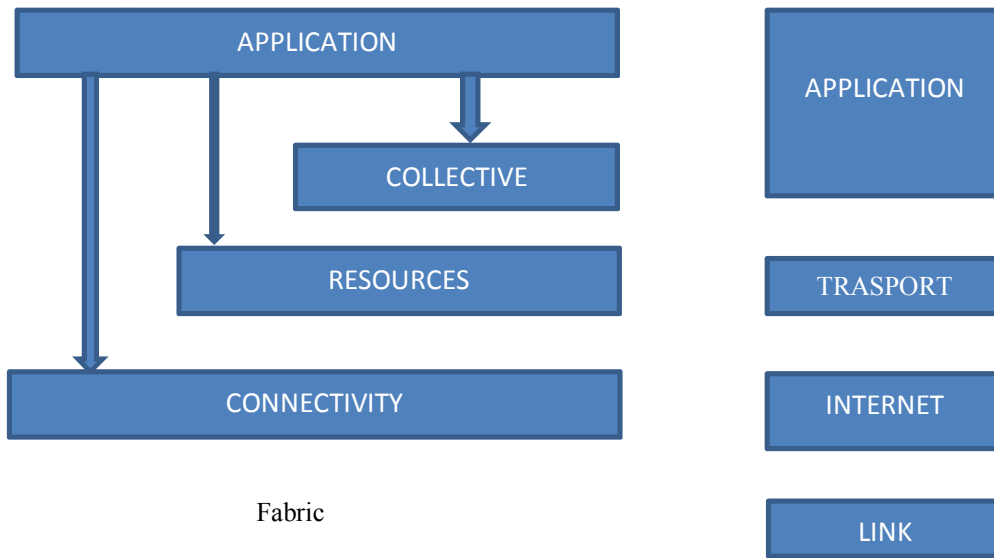 APPLICATION
COLLECTIVE
RESOURCES
CONNECTIVITY
Fabric
APPLICATION
TRASPORT
INTERNET
LINK